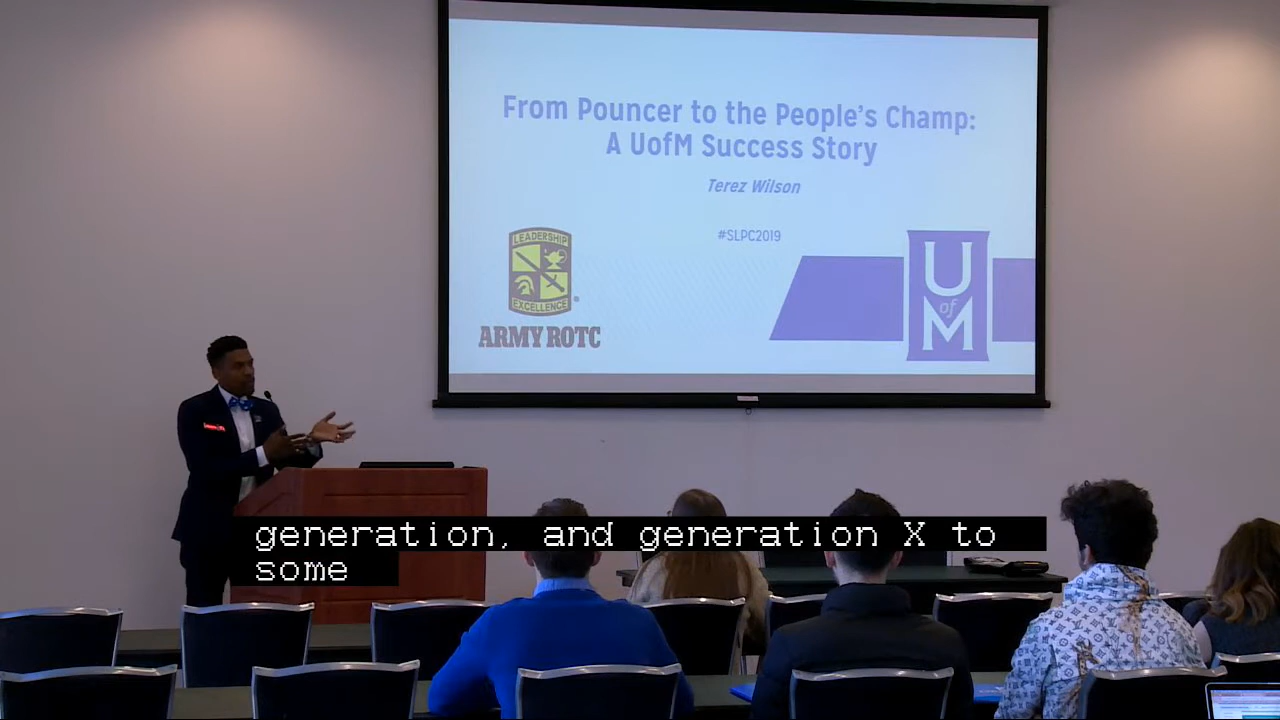 From Pouncer to the People's Champ:
A UofM Success Story
Terez Wilson
#SLPC2019
LEADERSHIP
EXCELLENCE
ARMY ROTC
U
of
M
generation, and generation X to
some